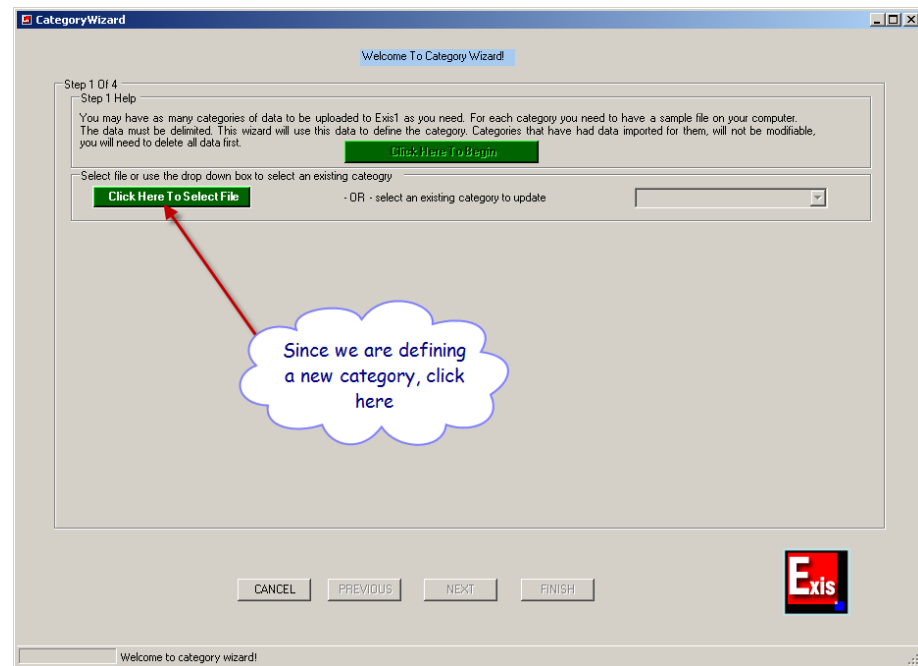 CategoryWizard
Welcome To Category Wizard!
Step 1 Of 4
Step 1 Help
You may have as many categories of data to be uploaded to Exis1 as you need. For each category you need to have a sample file on your computer.
The data must be delimited. This wizard will use this data to define the category. Categories that have had data imported for them, will not be modifiable,
you will need to delete all data first.
Click Here To Begin
Select file or use the drop down box to select an existing cateogry
Click Here To Select File
- OR - select an existing category to update
Since we are defining
a new category, click
here
CANCEL
PREVIOUS
NEXT
FINISH
Exis
Welcome to category wizard!